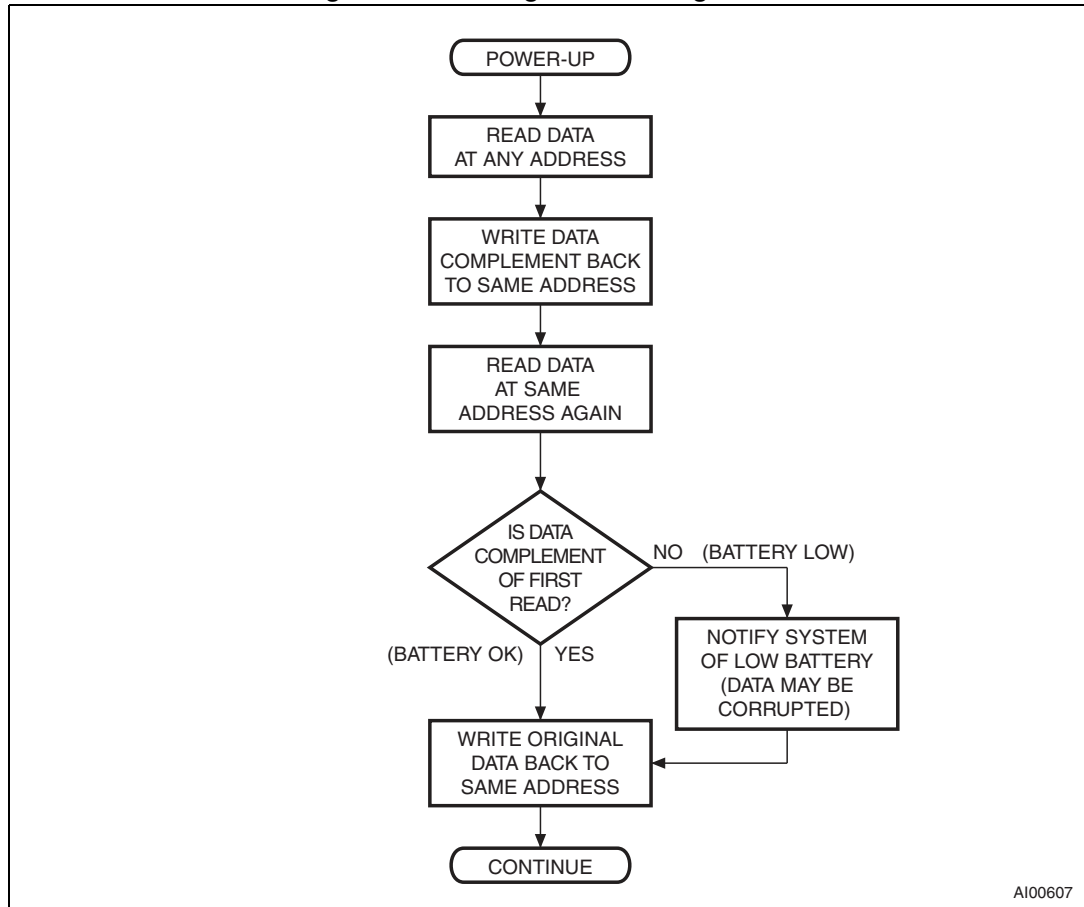 POWER-UP
READ DATA
AT ANY ADDRESS
WRITE DATA
COMPLEMENT BACK
TO SAME ADDRESS
READ DATA
AT SAME
ADDRESS AGAIN
IS DATA
COMPLEMENT
OF FIRST
READ?
NO (BATTERY LOW)
NOTIFY SYSTEM
OF LOW BATTERY
(DATA MAY BE
CORRUPTED)
(BATTERY OK) YES
WRITE ORIGINAL
DATA BACK TO
SAME ADDRESS
CONTINUE
AI00607